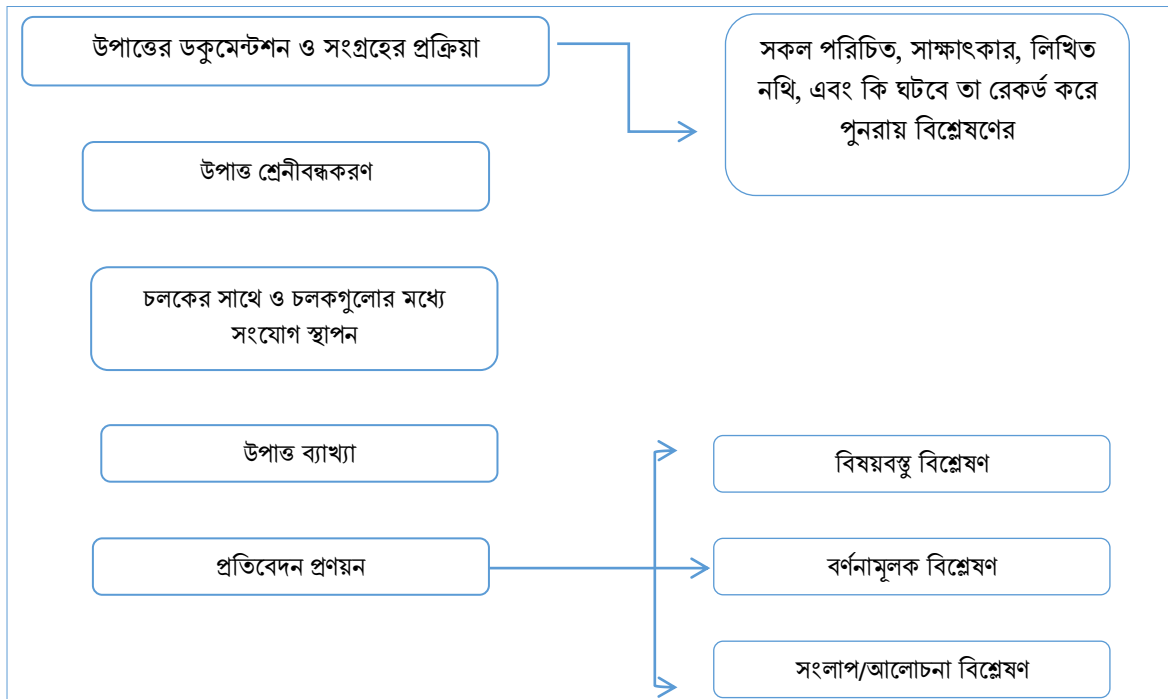 উপাত্তের ডকুমেন্টশন ও সংগ্রহের প্রক্রিয়া
সকল পরিচিত, সাক্ষাৎকার, লিখিত
নথি, এবং কি ঘটবে তা রেকর্ড করে
পুনরায় বিশ্লেষণের
উপাত্ত শ্রেনীবন্ধকরণ
চলকের সাথে ও চলকগুলোর মধ্যে
সংযোগ স্থাপন
উপাত্ত ব্যাখ্যা
বিষয়বস্তু বিশ্লেষণ
প্রতিবেদন প্রণয়ন
বর্ণনামূলক বিশ্লেষণ
সংলাপ/আলোচনা বিশ্লেষণ